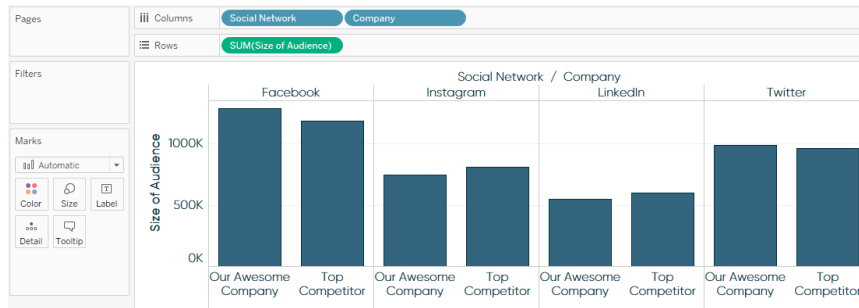 Pages
Columns
Social Network
Company
Rows
SUM(Size of Audience)
Filters
Marks
Automatic
Color
Size
Label
Detail
Tooltip
Social Network / Company
Facebook
Instagram
LinkedIn
Twitter
Size of Audience
1000K
500K
0K
Our Awesome
Company
Top
Competitor
Our Awesome
Company
Top
Competitor
Our Awesome
Company
Top
Competitor
Our Awesome
Company
Top
Competitor